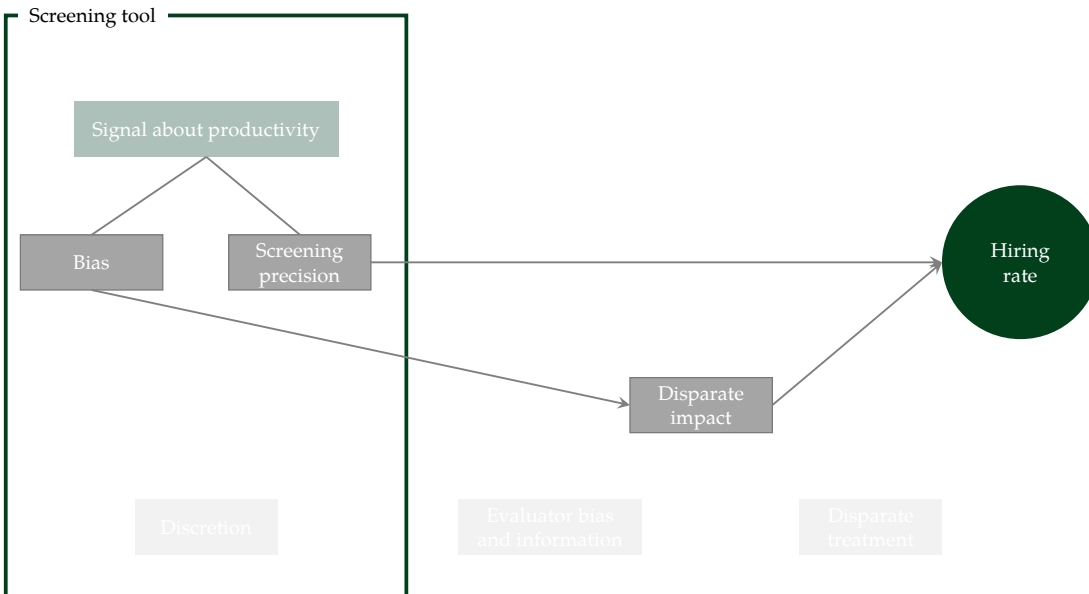 Screening tool
Signal about productivity
Bias
Screening
precision
Hiring
rate
Disparate
impact
Discretion
Evaluator bias
and information
Disparate
treatment